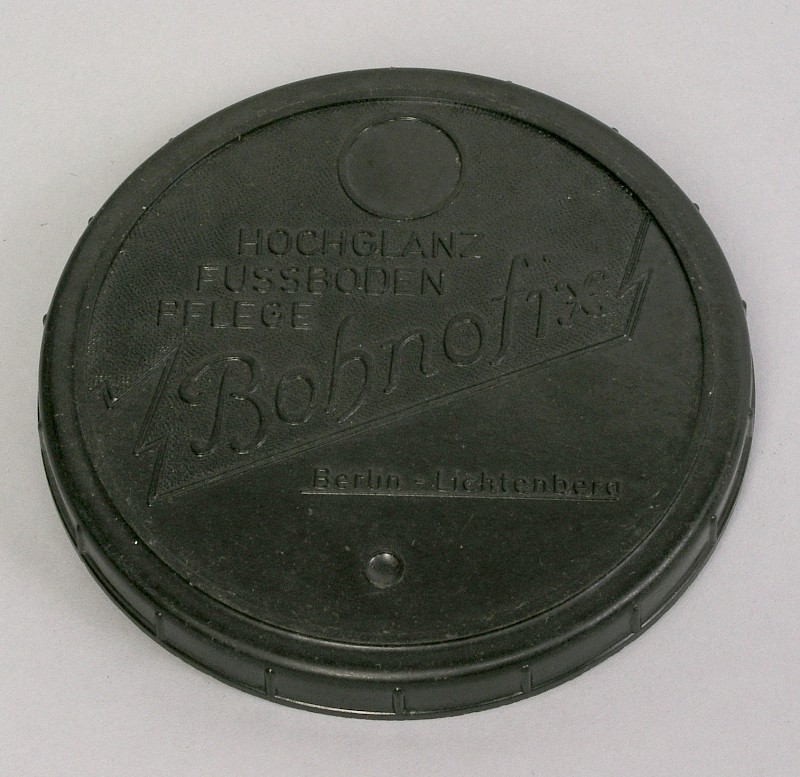 HOCHGLANZ
FUSSBODEN
PFLEGE
Bohnofix
Berlin - Lichtenberg